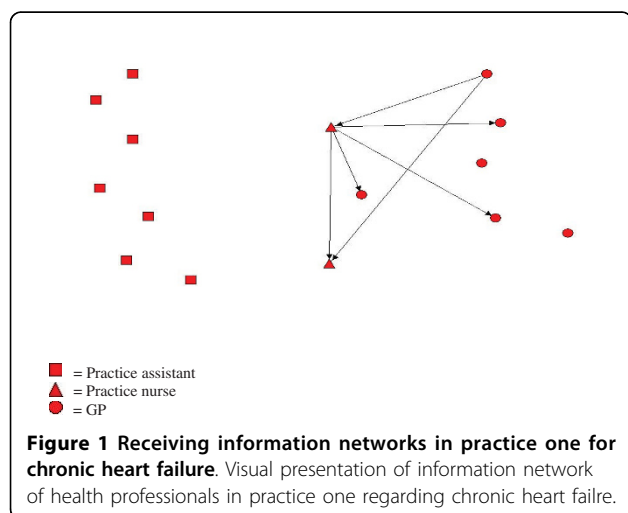 = Practice assistant
= Practice nurse
= GP
Figure 1 Receiving information networks in practice one for
chronic heart failure. Visual presentation of information network
of health professionals in practice one regarding chronic heart failre.